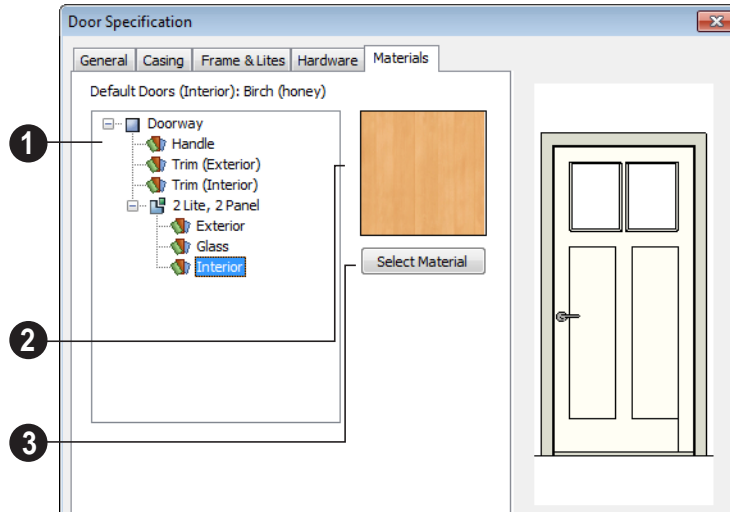 Door Specification
General Casing Frame & Lites Hardware Materials
Default Doors (Interior): Birch (honey)
1
Doorway
Handle
Trim (Exterior)
Trim (Interior)
2 Lite, 2 Panel
Exterior
Glass
Interior
Select Material
2
3